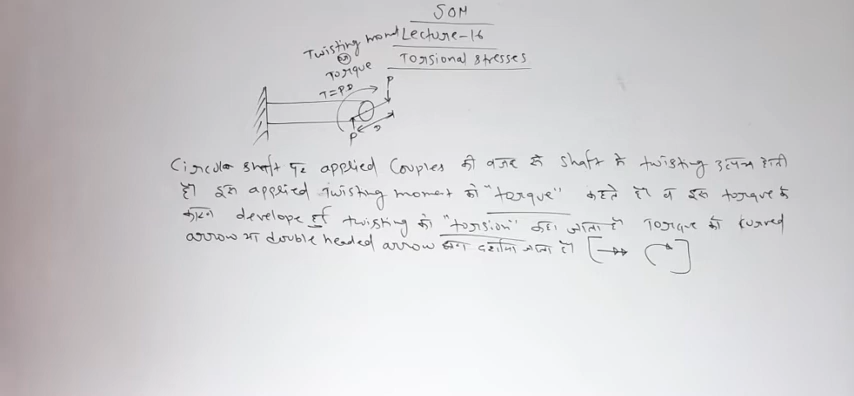 SOM
Lecture-16
Torsional stresses
Twisting moment
or
Torque
T=PD
P
P
D
Circular shaft पर applied Couples की वजह से shaft में twisting उत्पन्न होती
है। इस applied twisting moment को "torque" कहते है। व इस torque के
कारण develope हुई twisting को "torsion" कहा जाता है। Torque को curved
arrow या double headed arrow द्वारा दर्शाया जाता है।